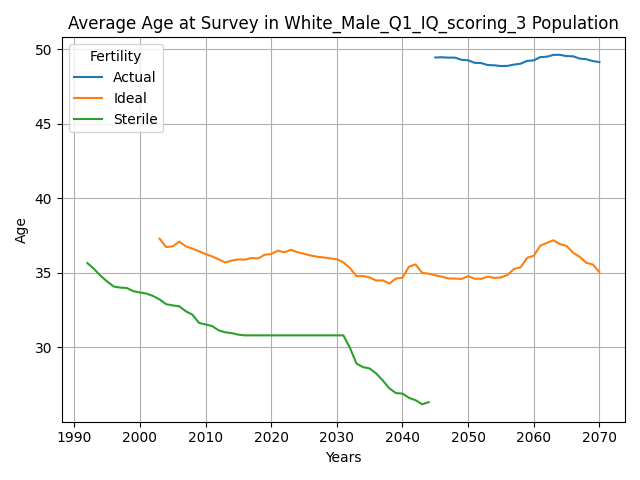 Average Age at Survey in White_Male_Q1_IQ_scoring_3 Population
Fertility
Actual
Ideal
Sterile
Age
50
45
40
35
30
1990 2000 2010 2020 2030 2040 2050 2060 2070
Years